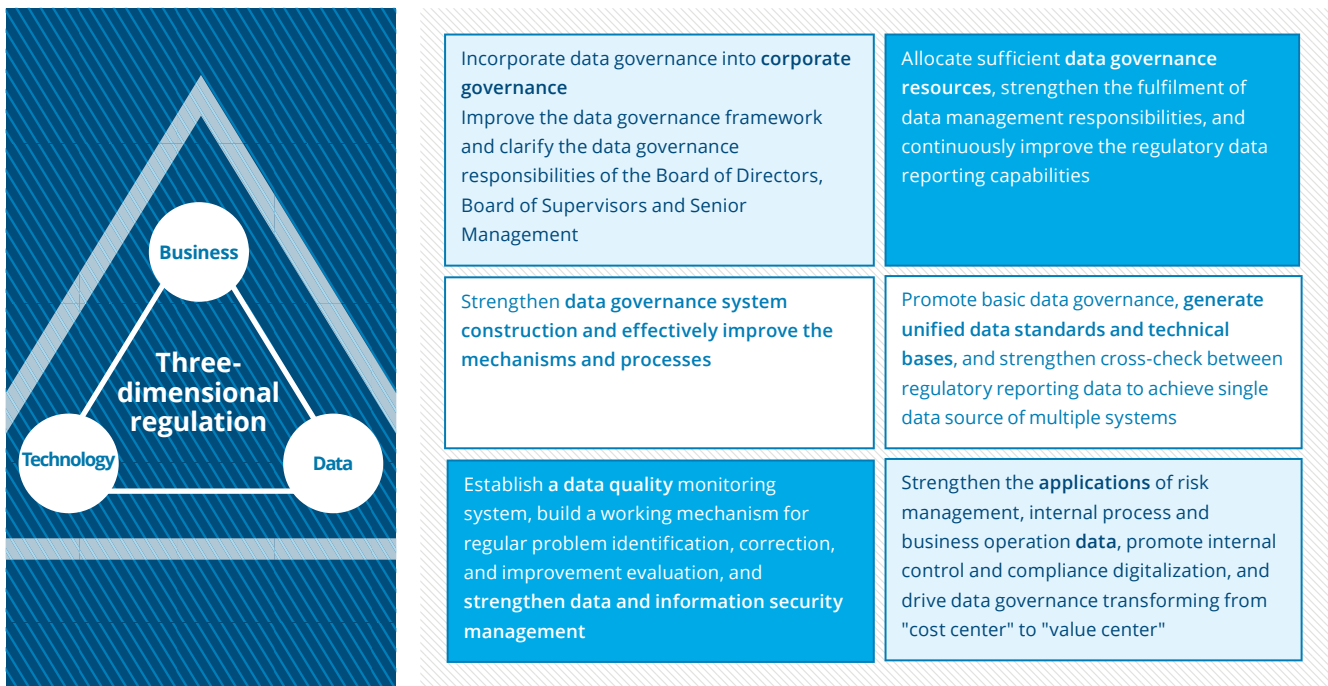 Business
Three-
dimensional
regulation
Technology
Data
Incorporate data governance into corporate
governance
Improve the data governance framework
and clarify the data governance
responsibilities of the Board of Directors,
Board of Supervisors and Senior
Management
Allocate sufficient data governance
resources, strengthen the fulfilment of
data management responsibilities, and
continuously improve the regulatory data
reporting capabilities
Strengthen data governance system
construction and effectively improve the
mechanisms and processes
Promote basic data governance, generate
unified data standards and technical
bases, and strengthen cross-check between
regulatory reporting data to achieve single
data source of multiple systems
Establish a data quality monitoring
system, build a working mechanism for
regular problem identification, correction,
and improvement evaluation, and
strengthen data and information security
management
Strengthen the applications of risk
management, internal process and
business operation data, promote internal
control and compliance digitalization, and
drive data governance transforming from
"cost center" to "value center"